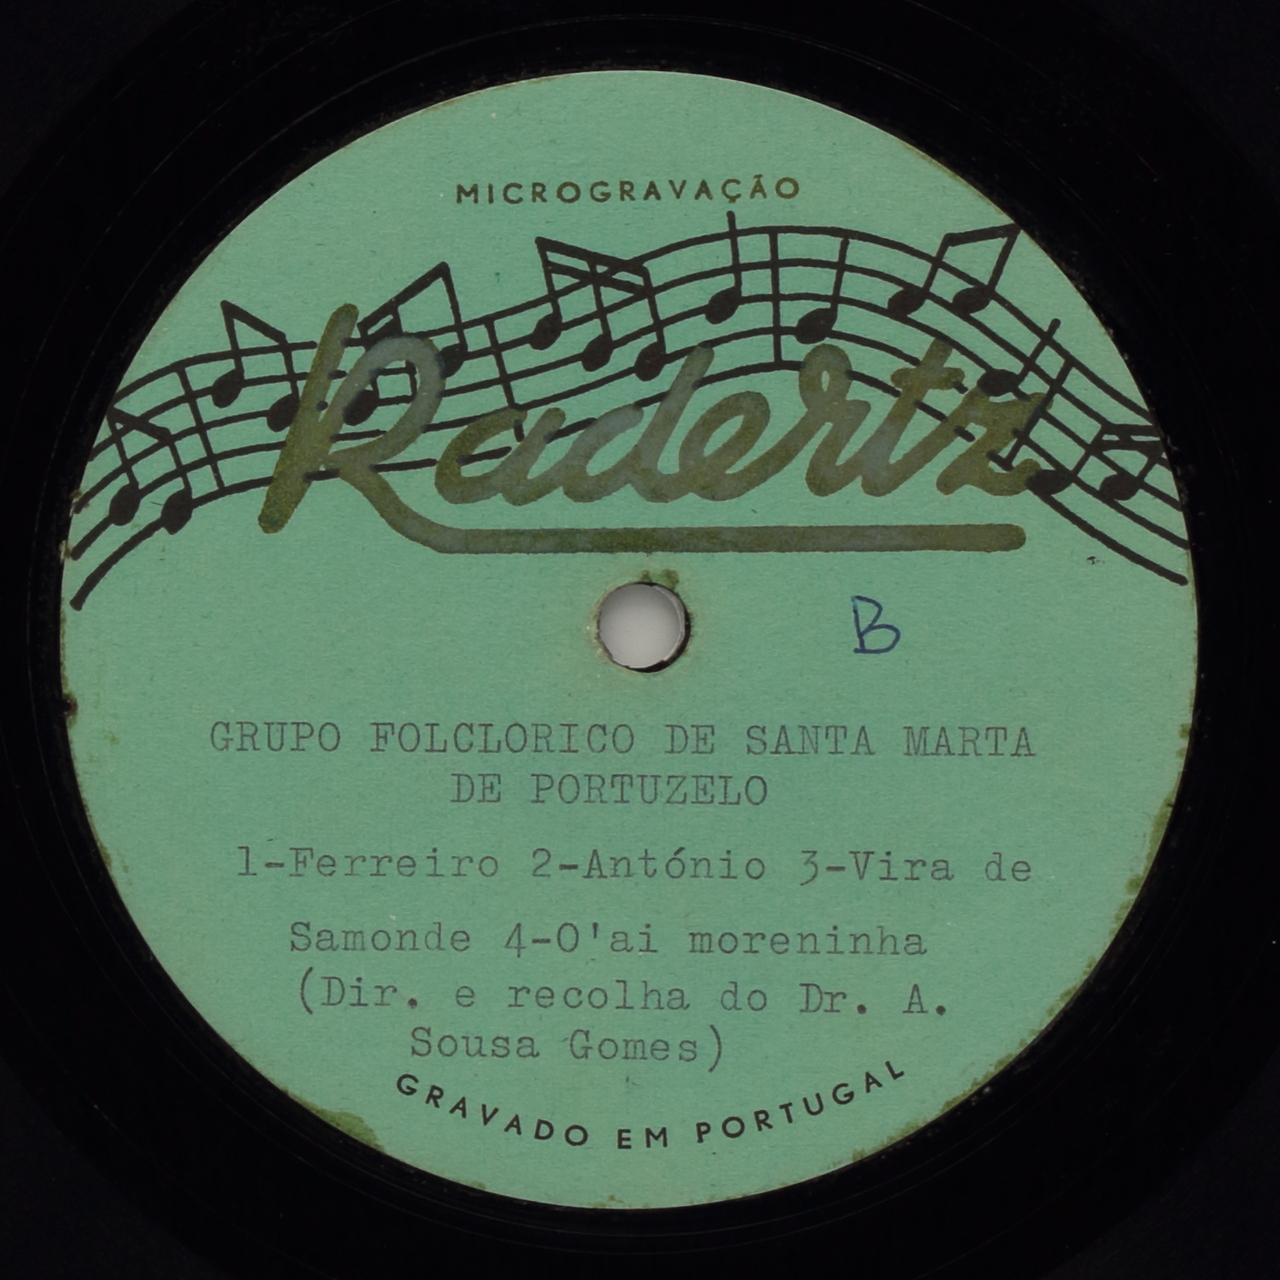 MICROGRAVAÇÃO
Radertz
B
GRUPO FOLCLORICO DE SANTA MARTA
DE PORTUZELO
1-Ferreiro 2-António 3-Vira de
Samonde 4-O'ai moreninha
(Dir. e recolha do Dr. A.
Sousa Gomes)
GRAVADO EM PORTUGAL